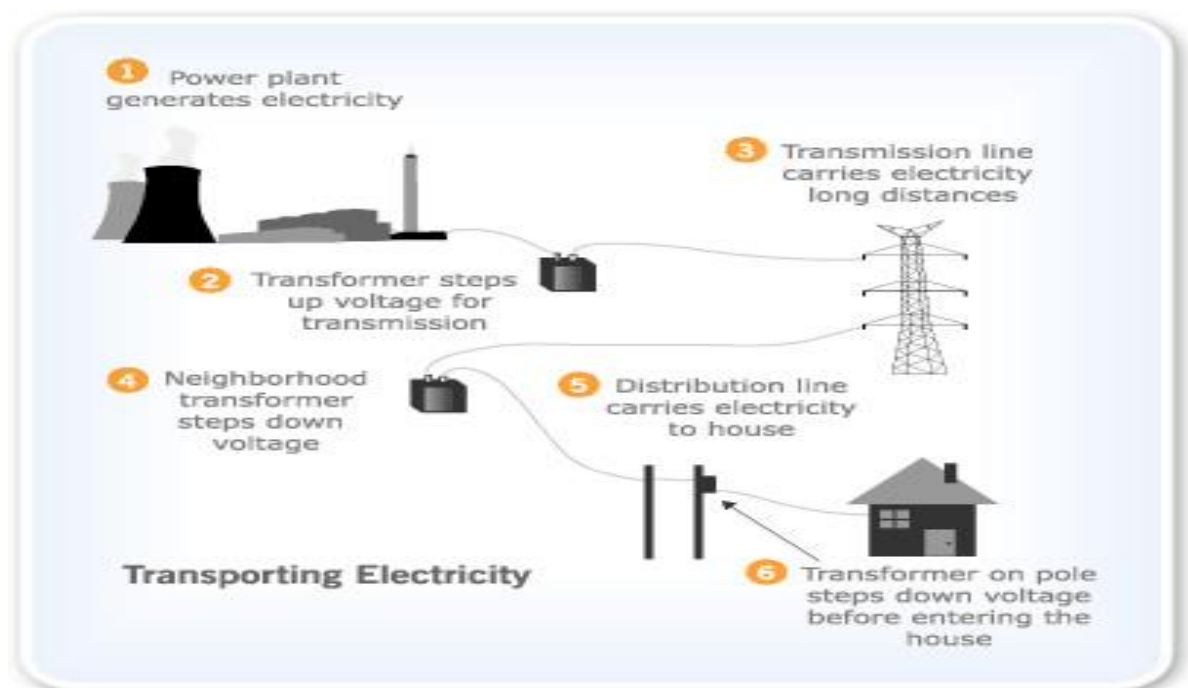 1 Power plant
generates electricity
3 Transmission line
carries electricity
long distances
2 Transformer steps
up voltage for
transmission
4 Neighborhood
transformer
steps down
voltage
5 Distribution line
carries electricity
to house
Transporting Electricity
6 Transformer on pole
steps down voltage
before entering the
house